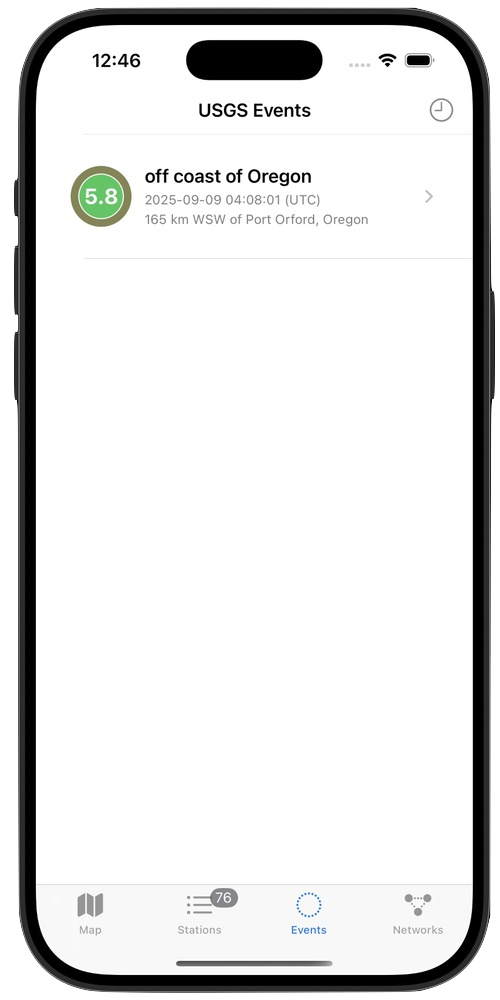 12:46
USGS Events
5.8
off coast of Oregon
2025-09-09 04:08:01 (UTC)
165 km WSW of Port Orford, Oregon
76
Map
Stations
Events
Networks